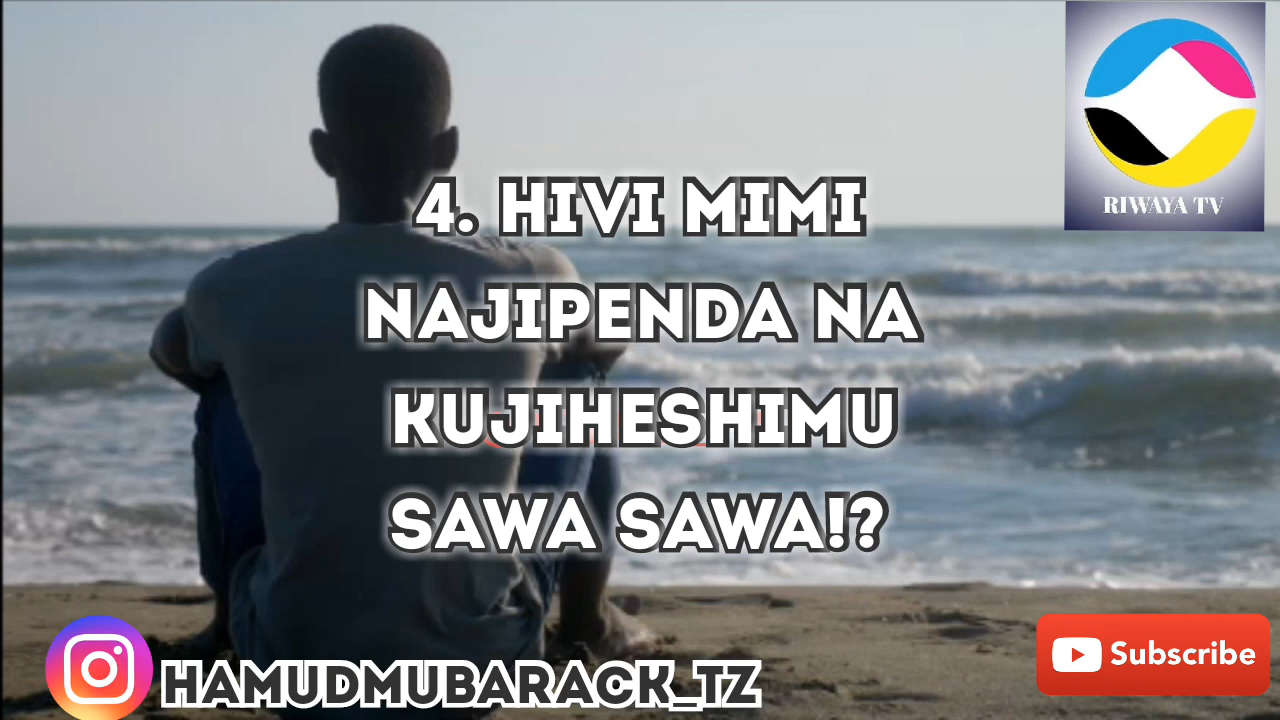 RIWAYA TV
4. HIVI MIMI
NAJIPENDA NA
KUJIHESHIMU
SAWA SAWA!?
HAMUDMUBARACK_TZ
Subscribe